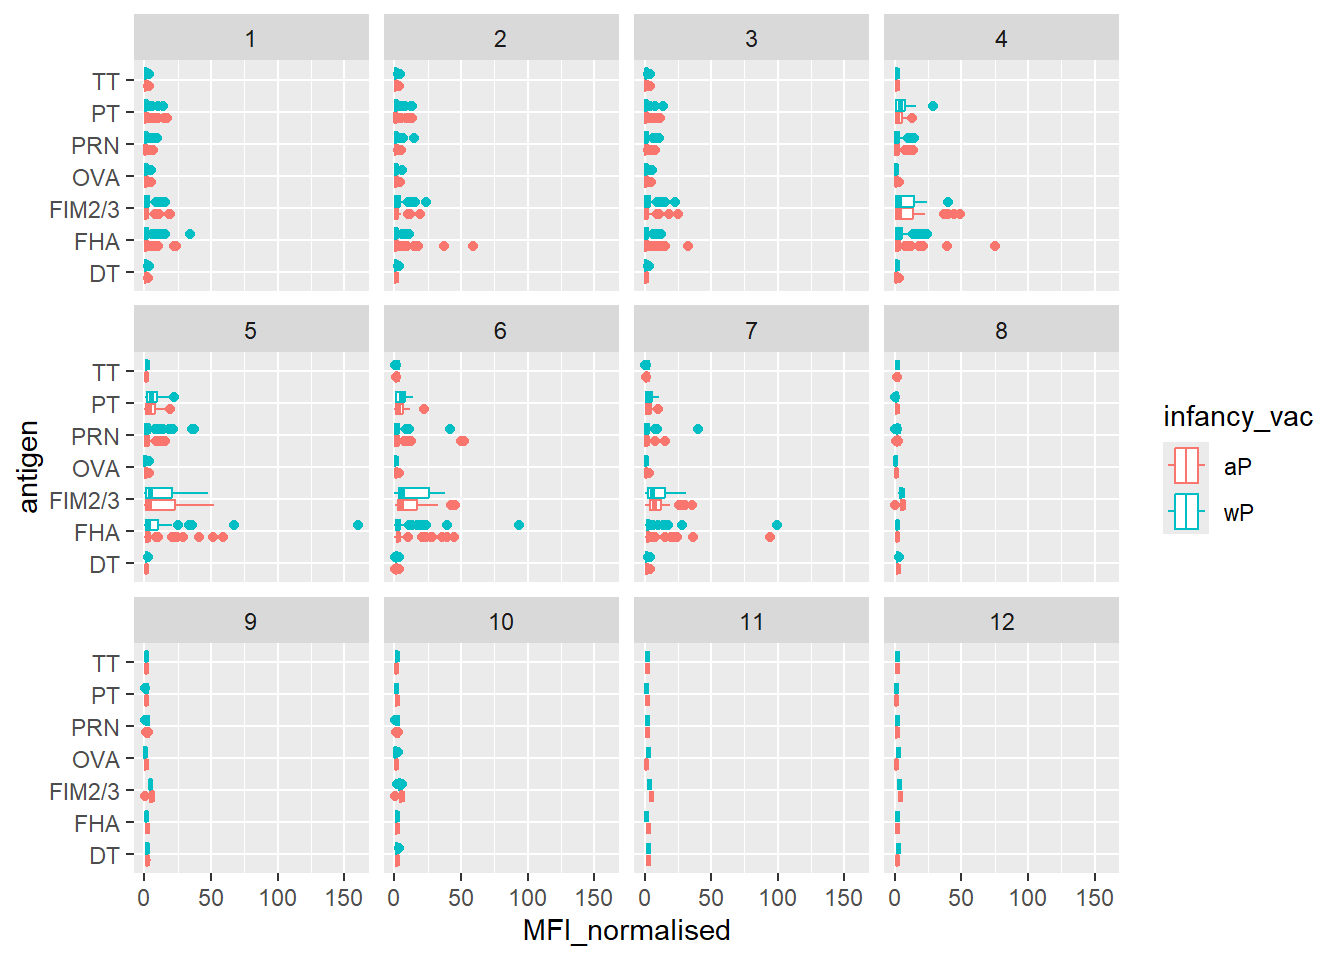 1 2 3 4
TT
PT
PRN
OVA
FIM2/3
FHA
DT
5 6 7 8
TT
PT
PRN
OVA
FIM2/3
FHA
DT
9 10 11 12
TT
PT
PRN
OVA
FIM2/3
FHA
DT
0 50 100 150 0 50 100 150 0 50 100 150 0 50 100 150
MFI_normalised
antigen
infancy_vac
aP
wP